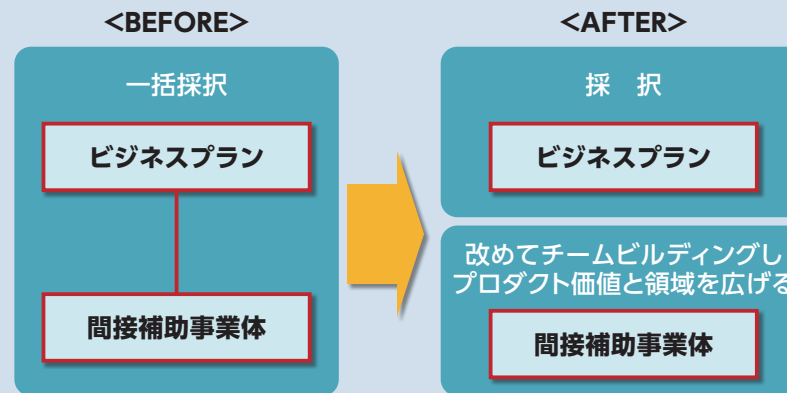 <BEFORE>
一括採択
ビジネスプラン
間接補助事業体
<AFTER>
採　択
ビジネスプラン
改めてチームビルディングし
プロダクト価値と領域を広げる
間接補助事業体